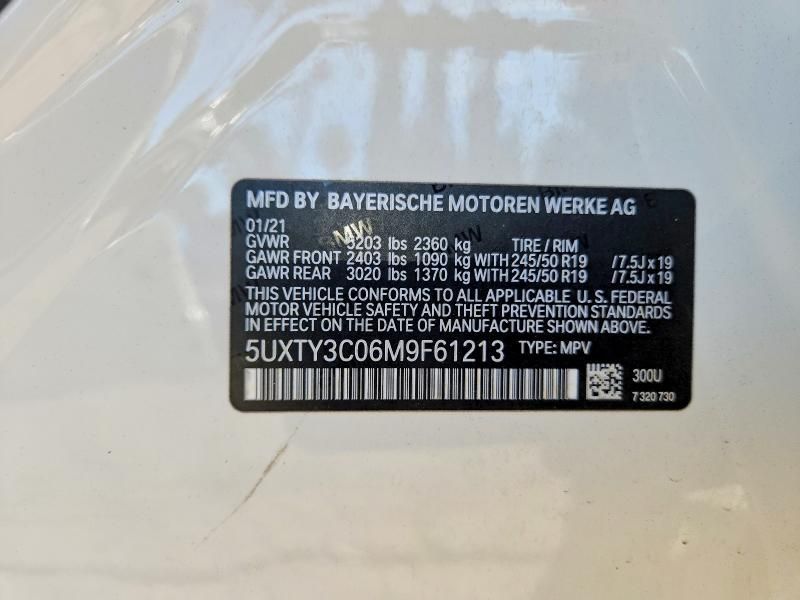 MFD BY BAYERISCHE MOTOREN WERKE AG
01/21
GVWR 5203 lbs 2360 kg TIRE / RIM
GAWR FRONT 2403 lbs 1090 kg WITH 245/50 R19 /7.5J x 19
GAWR REAR 3020 lbs 1370 kg WITH 245/50 R19 /7.5J x 19
THIS VEHICLE CONFORMS TO ALL APPLICABLE U. S. FEDERAL
MOTOR VEHICLE SAFETY AND THEFT PREVENTION STANDARDS
IN EFFECT ON THE DATE OF MANUFACTURE SHOWN ABOVE.
5UXTY3C06M9F61213 TYPE: MPV
300U
7 320 730